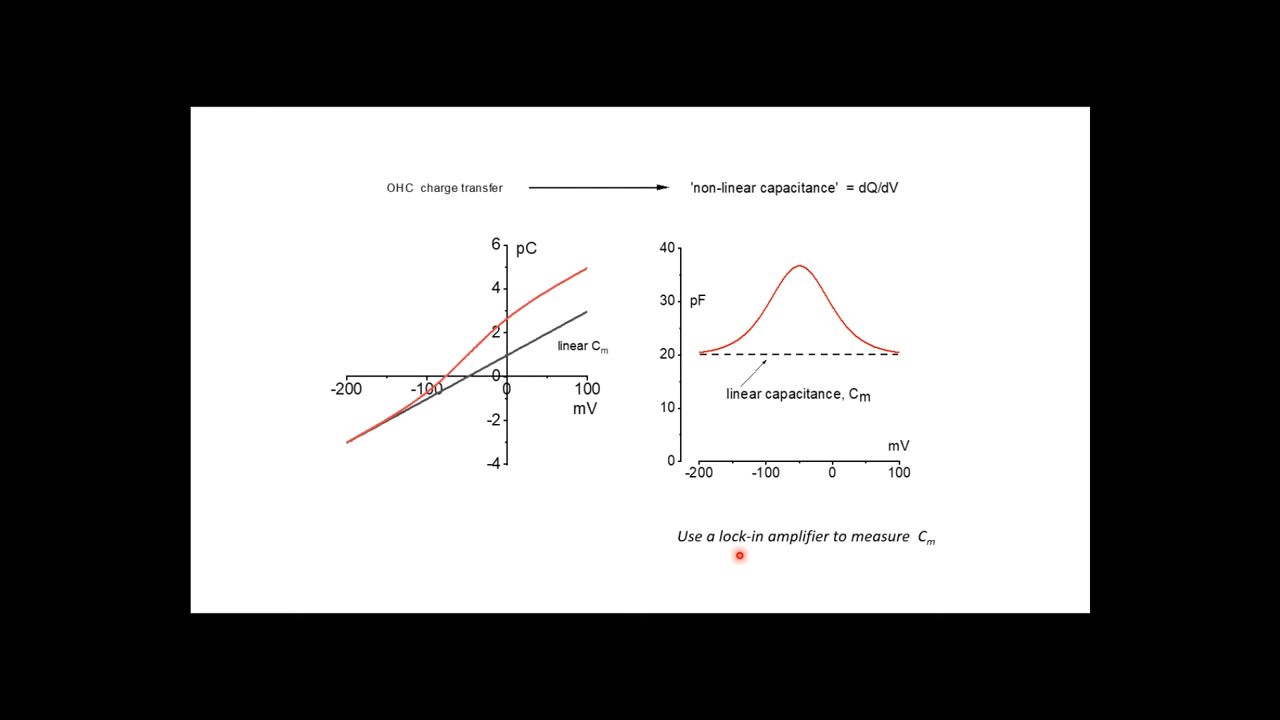 OHC charge transfer
'non-linear capacitance' = dQ/dV
6
pC
4
2
linear Cm
0
-200
-100
0
100
mV
-2
-4
40
30
pF
20
linear capacitance, Cm
10
mV
0
-200
-100
0
100
Use a lock-in amplifier to measure Cm